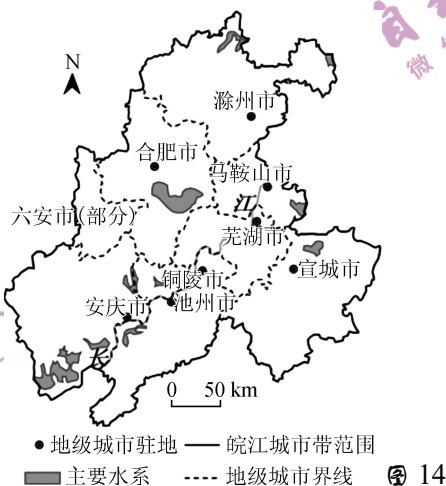 N
滁州市
合肥市
马鞍山市
六安市(部分)
江
芜湖市
铜陵市
宣城市
安庆市
池州市
长
0 50 km
地级城市驻地 皖江城市带范围
主要水系 地级城市界线 图 14
微